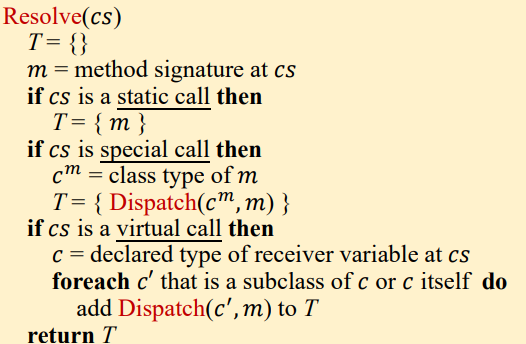 Resolve(cs)
T = {}
m = method signature at cs
if cs is a static call then
T = { m }
if cs is special call then
cᵐ = class type of m
T = { Dispatch(cᵐ, m) }
if cs is a virtual call then
c = declared type of receiver variable at cs
foreach c′ that is a subclass of c or c itself do
add Dispatch(c′, m) to T
return T